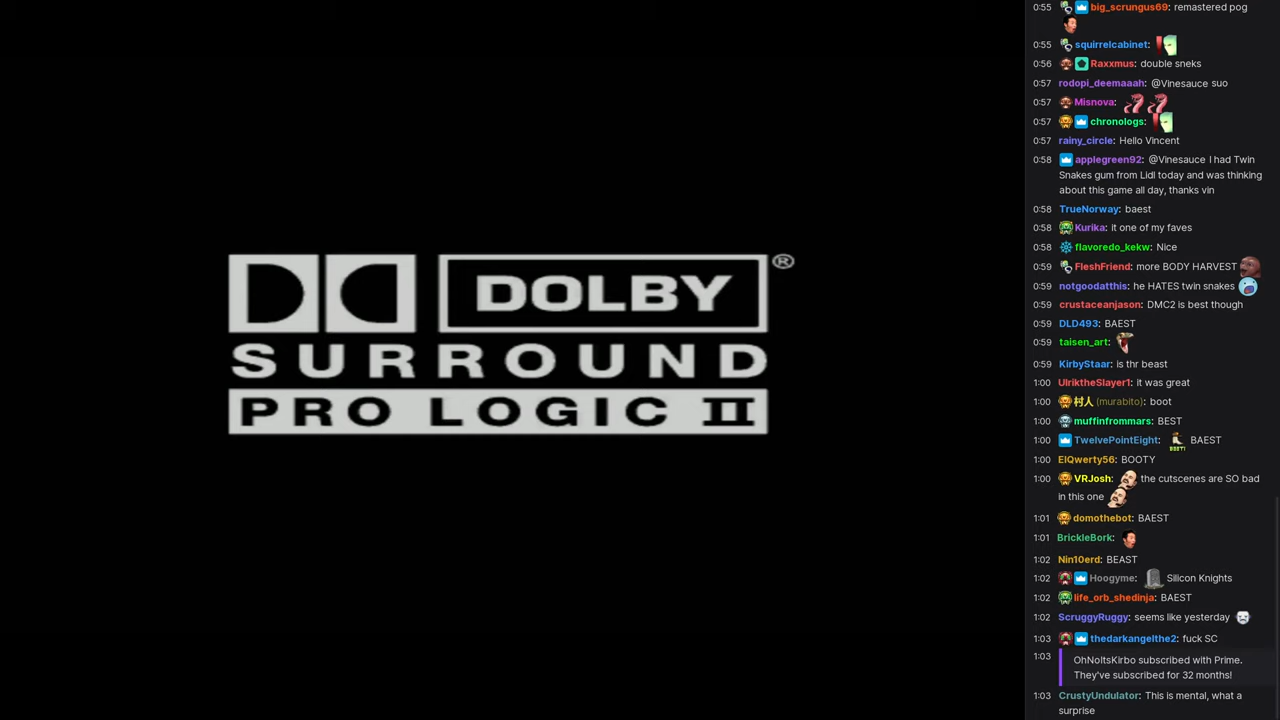 DOLBY®
SURROUND
PRO LOGIC II
0:55 big_scrungus69: remastered pog
0:55 squirrelcabinet:
0:56 Raxxmus: double sneks
0:57 rodopi_deemaaah: @Vinesauce suo
0:57 Misnova:
0:57 chronologs:
0:57 rainy_circle: Hello Vincent
0:58 applegreen92: @Vinesauce I had Twin
Snakes gum from Lidl today and was thinking
about this game all day, thanks vin
0:58 TrueNorway: baest
0:58 Kurika: it one of my faves
0:58 flavoredo_kekw: Nice
0:59 FleshFriend: more BODY HARVEST
0:59 notgoodatthis: he HATES twin snakes
0:59 crustaceanjason: DMC2 is best though
0:59 DLD493: BAEST
0:59 taisen_art:
0:59 KirbyStaar: is thr beast
1:00 UlriktheSlayer1: it was great
1:00 村人 (murabito): boot
1:00 muffinfrommars: BEST
1:00 TwelvePointEight: BAEST
1:00 ElQwerty56: BOOTY
1:00 VRJosh: the cutscenes are SO bad
in this one
1:01 domothebot: BAEST
1:01 BrickleBork:
1:02 Nin10erd: BEAST
1:02 Hoogyme: Silicon Knights
1:02 life_orb_shedinja: BAEST
1:02 ScruggyRuggy: seems like yesterday
1:03 thedarkangelthe2: fuck SC
1:03 OhNoItsKirbo subscribed with Prime.
They've subscribed for 32 months!
1:03 CrustyUndulator: This is mental, what a
surprise